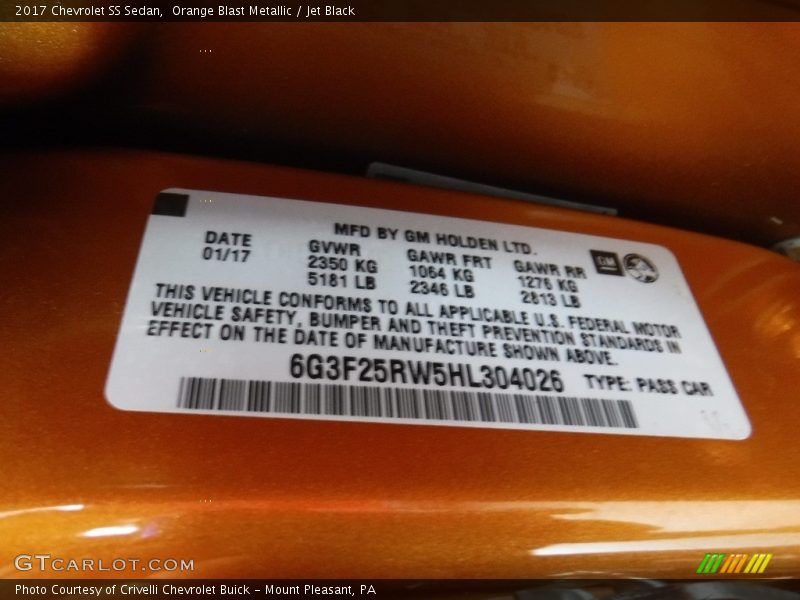 2017 Chevrolet SS Sedan, Orange Blast Metallic / Jet Black
MFD BY GM HOLDEN LTD.
DATE GVWR GAWR FRT GAWR RR GM
01/17 2350 KG 1064 KG 1276 KG
5181 LB 2346 LB 2813 LB
THIS VEHICLE CONFORMS TO ALL APPLICABLE U.S. FEDERAL MOTOR
VEHICLE SAFETY, BUMPER AND THEFT PREVENTION STANDARDS IN
EFFECT ON THE DATE OF MANUFACTURE SHOWN ABOVE.
6G3F25RW5HL304026 TYPE: PASS CAR
GTCARLOT.COM
Photo Courtesy of Crivelli Chevrolet Buick - Mount Pleasant, PA